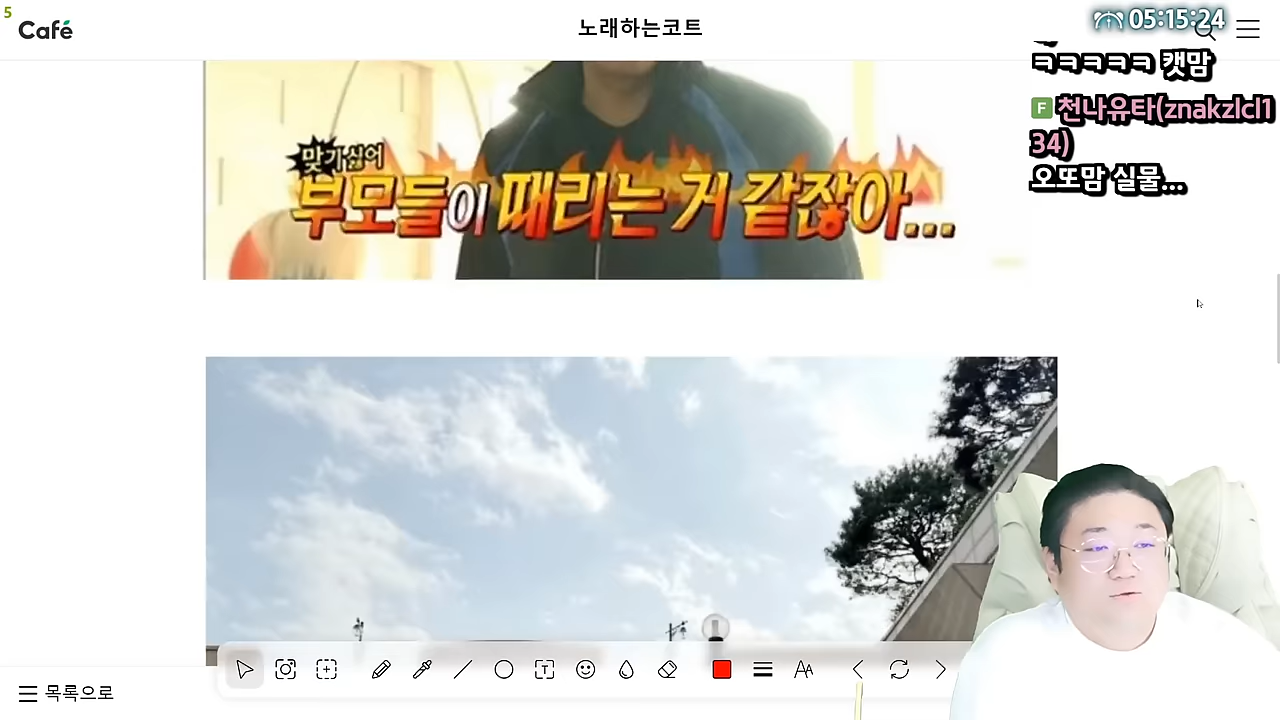 5
Café
노래하는코트
05:15:24
ㅋㅋㅋㅋㅋ 캣맘
F 천나유타(znakzlcl1
34)
오또맘 실물...
맞기싫어
부모들이 때리는 거 같잖아...
T
AA
목록으로